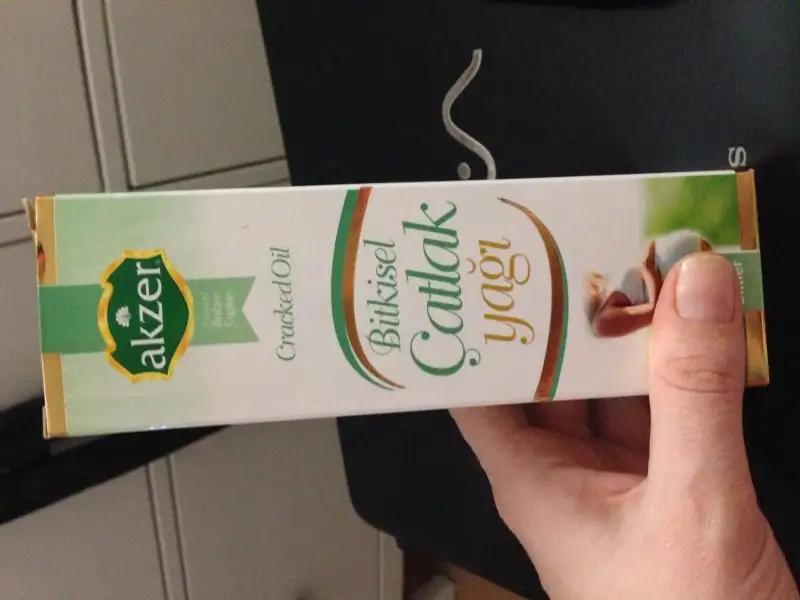 akzer
Cracked Oil
Bitkisel
Çatlak
yağı
s